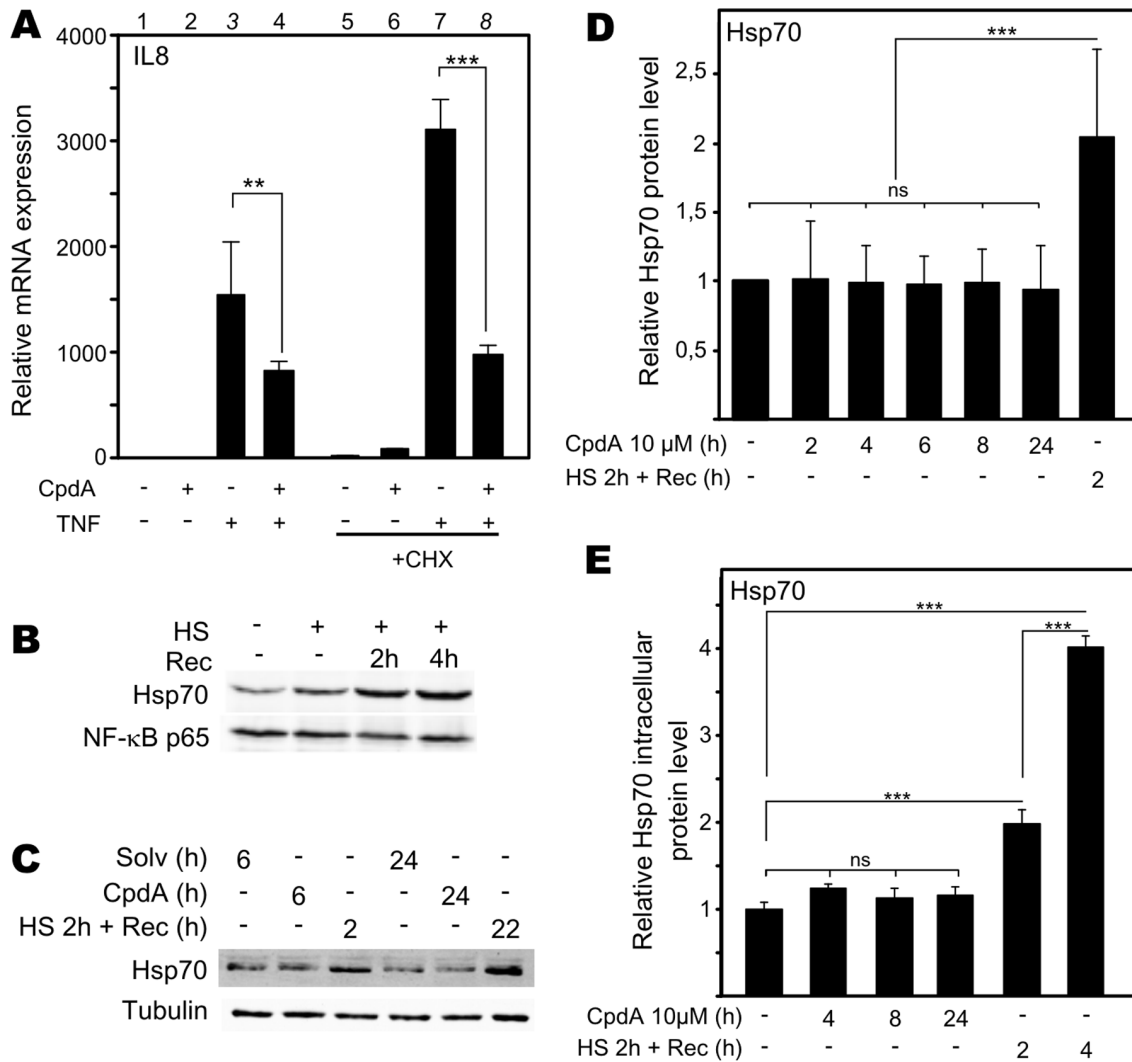 A
1 2 3 4 5 6 7 8
IL8
Relative mRNA expression
4000
3000
2000
1000
0
**
***
CpdA - + - + - + - +
TNF - - + + - - + +
+CHX
B
HS - + + +
Rec - - 2h 4h
Hsp70
NF-κB p65
C
Solv (h) 6 - - 24 - -
CpdA (h) - 6 - - 24 -
HS 2h + Rec (h) - - 2 - - 22
Hsp70
Tubulin
D
Hsp70
Relative Hsp70 protein level
2,5
2
1,5
1
0,5
ns
***
CpdA 10 µM (h) - 2 4 6 8 24 -
HS 2h + Rec (h) - - - - - - 2
E
Hsp70
Relative Hsp70 intracellular
protein level
4
3
2
1
0
***
***
***
ns
CpdA 10µM (h) - 4 8 24 - -
HS 2h + Rec (h) - - - - 2 4